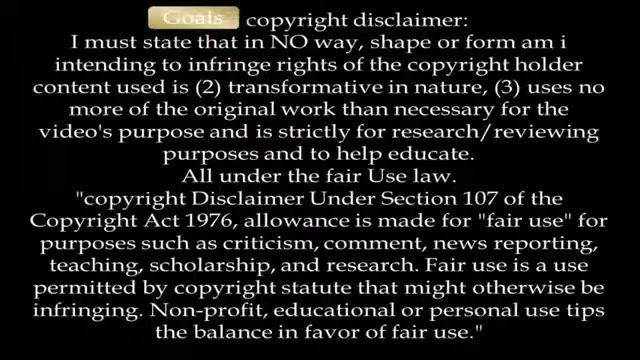 Goals copyright disclaimer:
I must state that in NO way, shape or form am i
intending to infringe rights of the copyright holder
content used is (2) transformative in nature, (3) uses no
more of the original work than necessary for the
video's purpose and is strictly for research/reviewing
purposes and to help educate.
All under the fair Use law.
"copyright Disclaimer Under Section 107 of the
Copyright Act 1976, allowance is made for "fair use" for
purposes such as criticism, comment, news reporting,
teaching, scholarship, and research. Fair use is a use
permitted by copyright statute that might otherwise be
infringing. Non-profit, educational or personal use tips
the balance in favor of fair use."